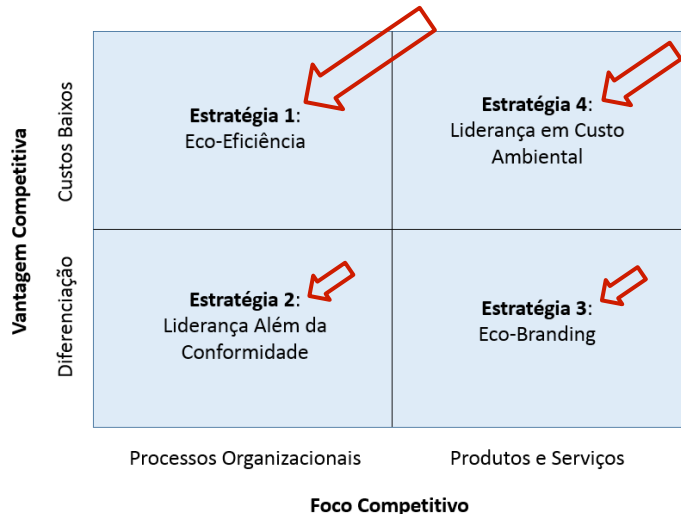 Vantagem Competitiva
Custos Baixos
Diferenciação
Estratégia 1:
Eco-Eficiência
Estratégia 4:
Liderança em Custo
Ambiental
Estratégia 2:
Liderança Além da
Conformidade
Estratégia 3:
Eco-Branding
Processos Organizacionais
Produtos e Serviços
Foco Competitivo